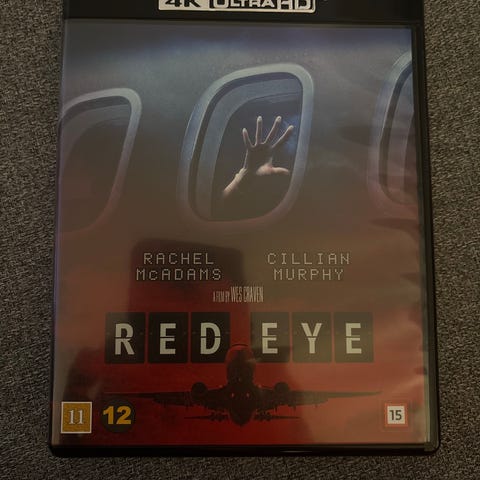 4K ULTRA HD
RACHEL McADAMS
CILLIAN MURPHY
A FILM BY WES CRAVEN
RED EYE
11 12 15